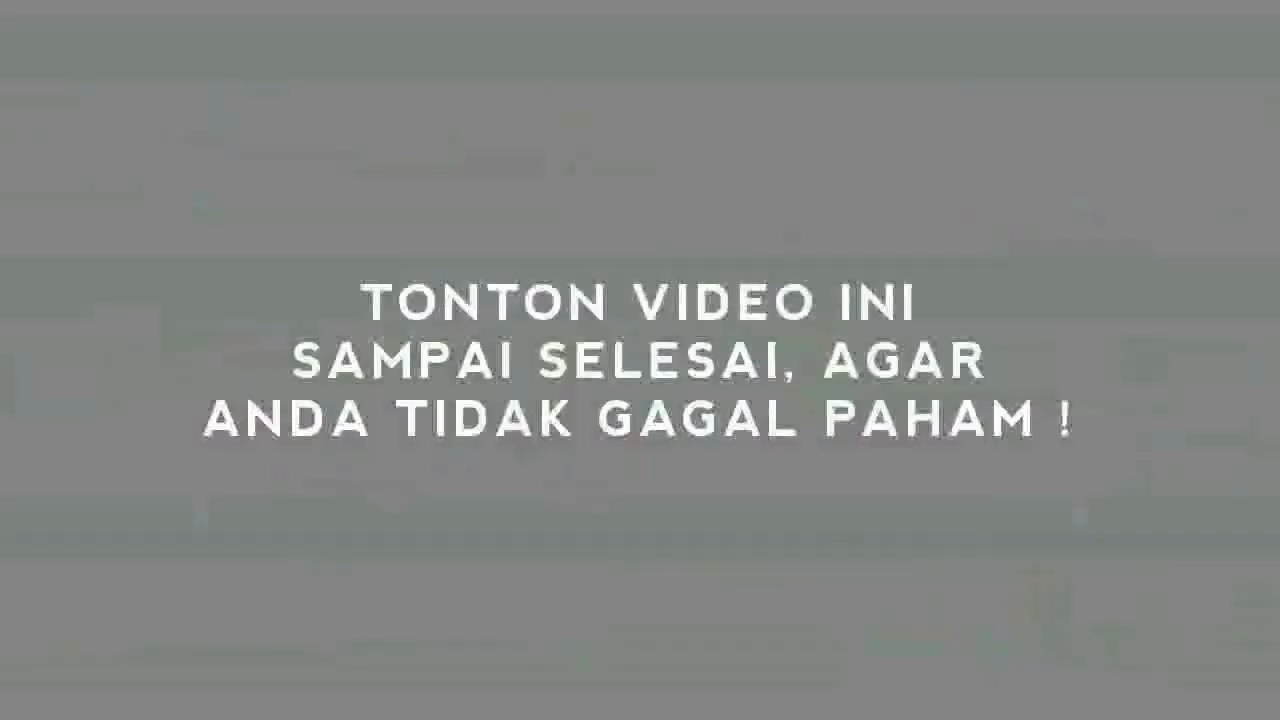 TONTON VIDEO INI
SAMPAI SELESAI, AGAR
ANDA TIDAK GAGAL PAHAM !